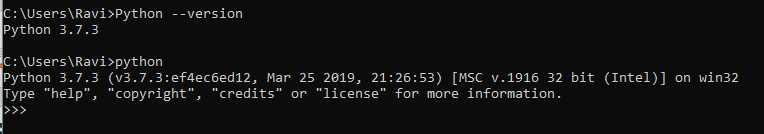 C:\Users\Ravi>Python --version
Python 3.7.3
C:\Users\Ravi>python
Python 3.7.3 (v3.7.3:ef4ec6ed12, Mar 25 2019, 21:26:53) [MSC v.1916 32 bit (Intel)] on win32
Type "help", "copyright", "credits" or "license" for more information.
>>>